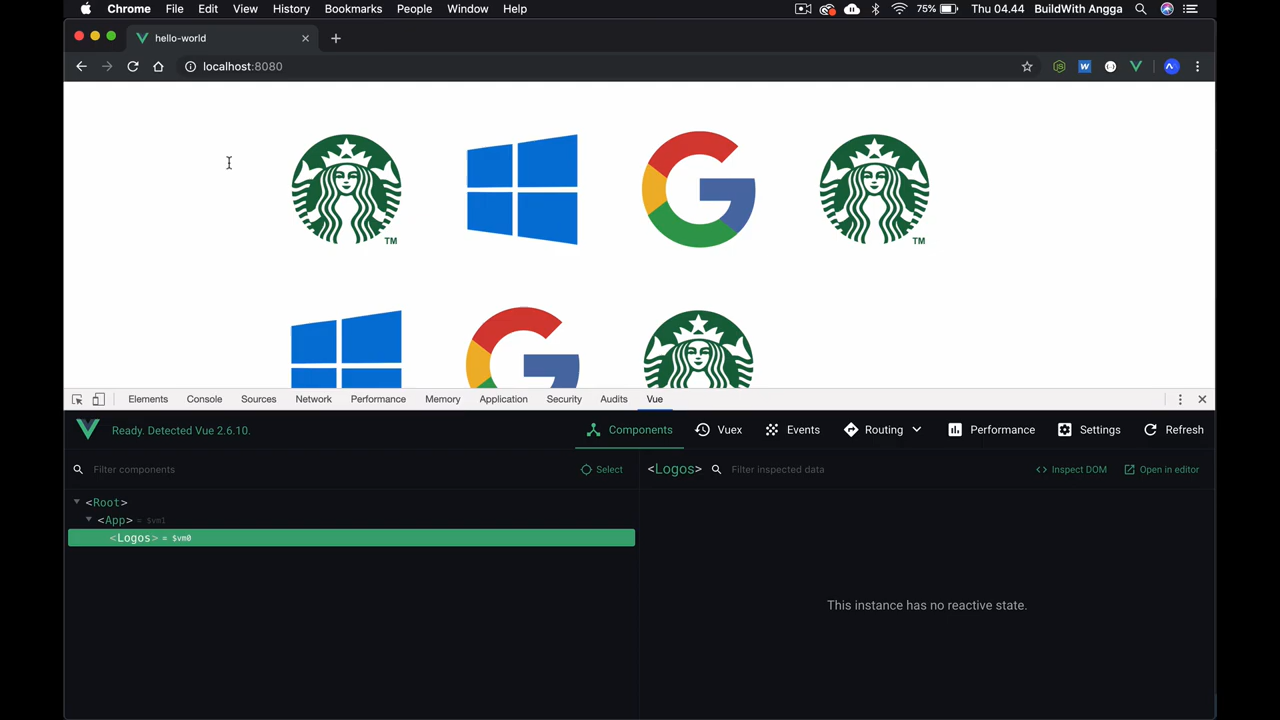 Chrome File Edit View History Bookmarks People Window Help 75% Thu 04.44 BuildWith Angga
hello-world
localhost:8080
TM
TM
Elements Console Sources Network Performance Memory Application Security Audits Vue
Ready. Detected Vue 2.6.10.
Components Vuex Events Routing Performance Settings Refresh
Filter components Select
<Logos> Filter inspected data Inspect DOM Open in editor
<Root>
<App> = $vm1
<Logos> = $vm0
This instance has no reactive state.